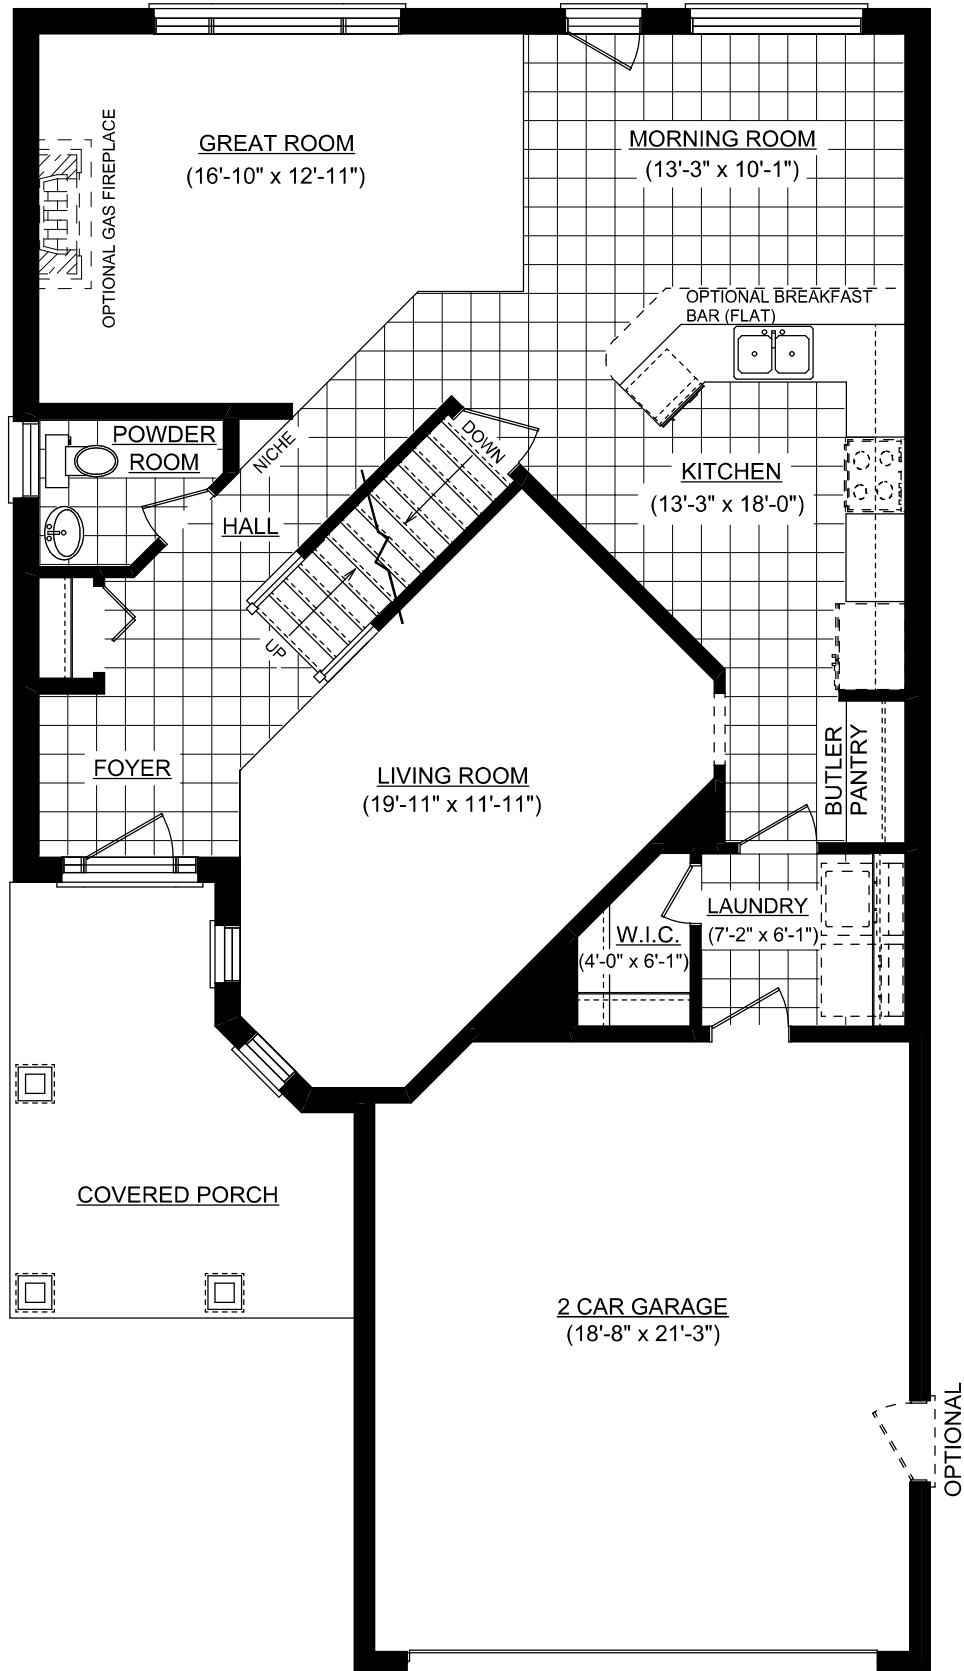 GREAT ROOM
(16'-10" x 12'-11")
OPTIONAL GAS FIREPLACE
MORNING ROOM
(13'-3" x 10'-1")
OPTIONAL BREAKFAST
BAR (FLAT)
POWDER
ROOM
NICHE
HALL
DOWN
UP
KITCHEN
(13'-3" x 18'-0")
FOYER
LIVING ROOM
(19'-11" x 11'-11")
BUTLER
PANTRY
W.I.C.
(4'-0" x 6'-1")
LAUNDRY
(7'-2" x 6'-1")
COVERED PORCH
2 CAR GARAGE
(18'-8" x 21'-3")
OPTIONAL